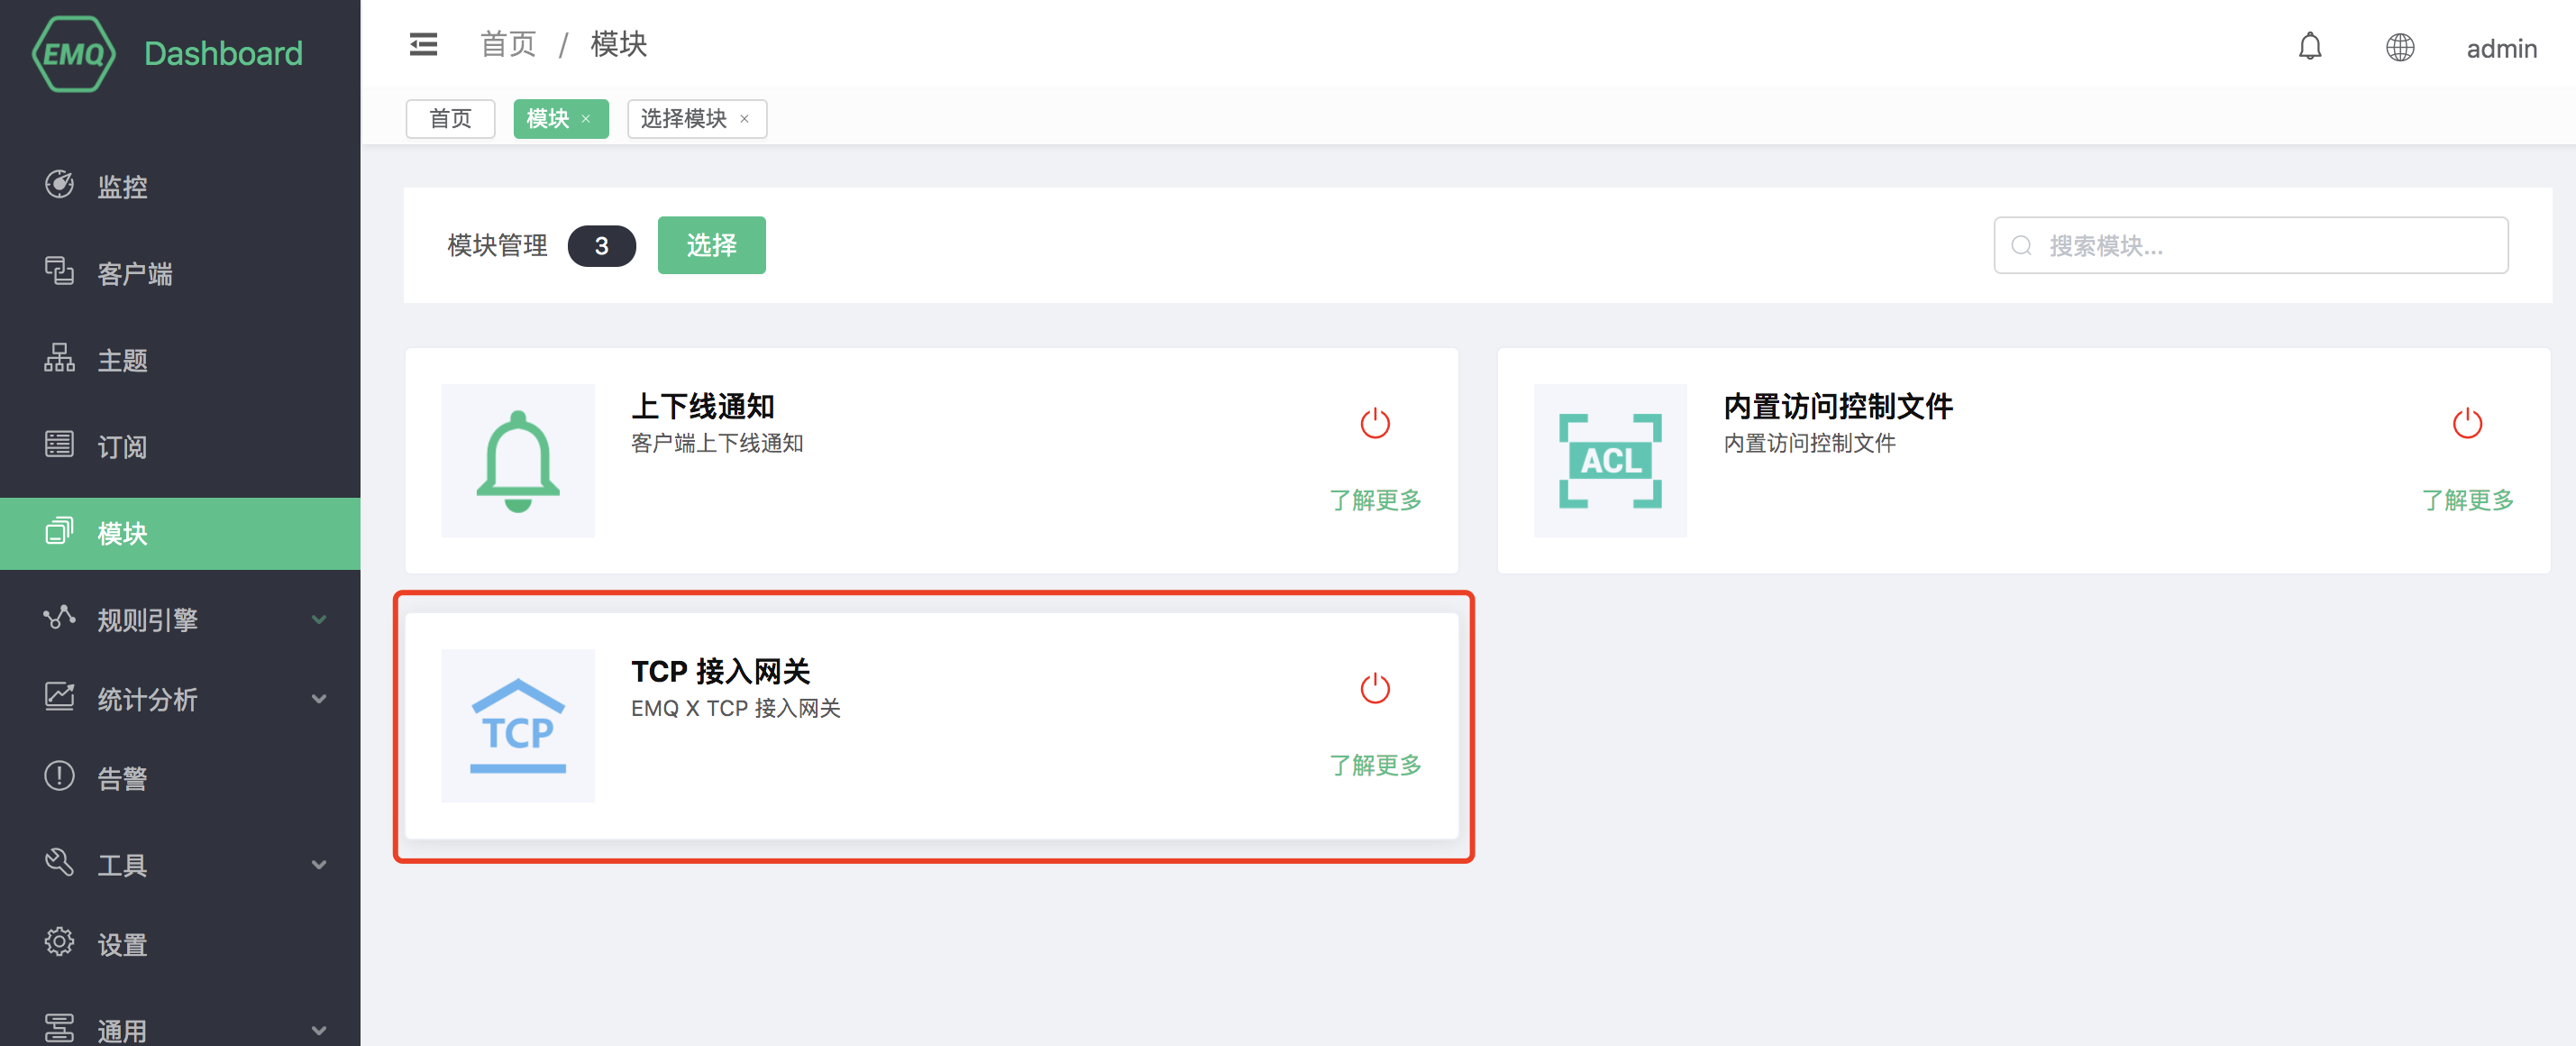 EMQ Dashboard
监控
客户端
主题
订阅
模块
规则引擎
统计分析
告警
工具
设置
通用
首页 / 模块
admin
首页
模块 ×
选择模块 ×
模块管理 3 选择
搜索模块...
上下线通知
客户端上下线通知
了解更多
ACL
内置访问控制文件
内置访问控制文件
了解更多
TCP
TCP 接入网关
EMQ X TCP 接入网关
了解更多